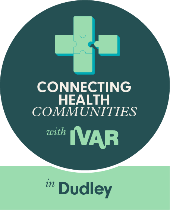 CONNECTING
HEALTH
COMMUNITIES
with IVAR
in Dudley